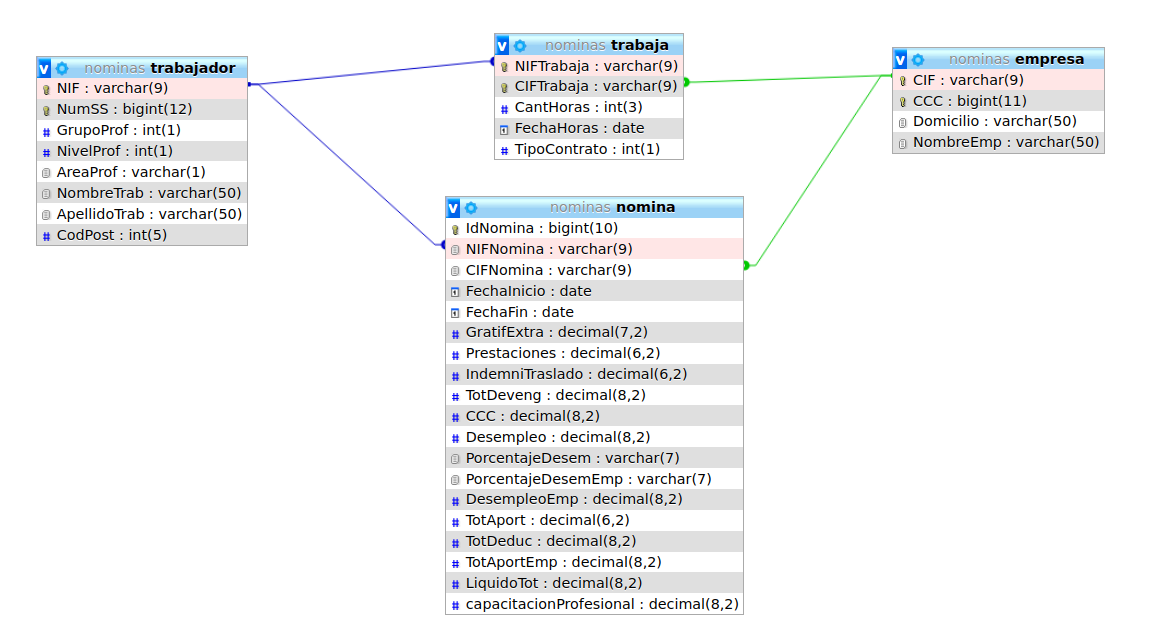 v nominas trabajador
NIF : varchar(9)
NumSS : bigint(12)
GrupoProf : int(1)
NivelProf : int(1)
AreaProf : varchar(1)
NombreTrab : varchar(50)
ApellidoTrab : varchar(50)
CodPost : int(5)
v nominas trabaja
NIFTrabaja : varchar(9)
CIFTrabaja : varchar(9)
CantHoras : int(3)
FechaHoras : date
TipoContrato : int(1)
v nominas empresa
CIF : varchar(9)
CCC : bigint(11)
Domicilio : varchar(50)
NombreEmp : varchar(50)
v nominas nomina
IdNomina : bigint(10)
NIFNomina : varchar(9)
CIFNomina : varchar(9)
FechaInicio : date
FechaFin : date
GratifExtra : decimal(7,2)
Prestaciones : decimal(6,2)
IndemniTraslado : decimal(6,2)
TotDeveng : decimal(8,2)
CCC : decimal(8,2)
Desempleo : decimal(8,2)
PorcentajeDesem : varchar(7)
PorcentajeDesemEmp : varchar(7)
DesempleoEmp : decimal(8,2)
TotAport : decimal(6,2)
TotDeduc : decimal(8,2)
TotAportEmp : decimal(8,2)
LiquidoTot : decimal(8,2)
capacitacionProfesional : decimal(8,2)